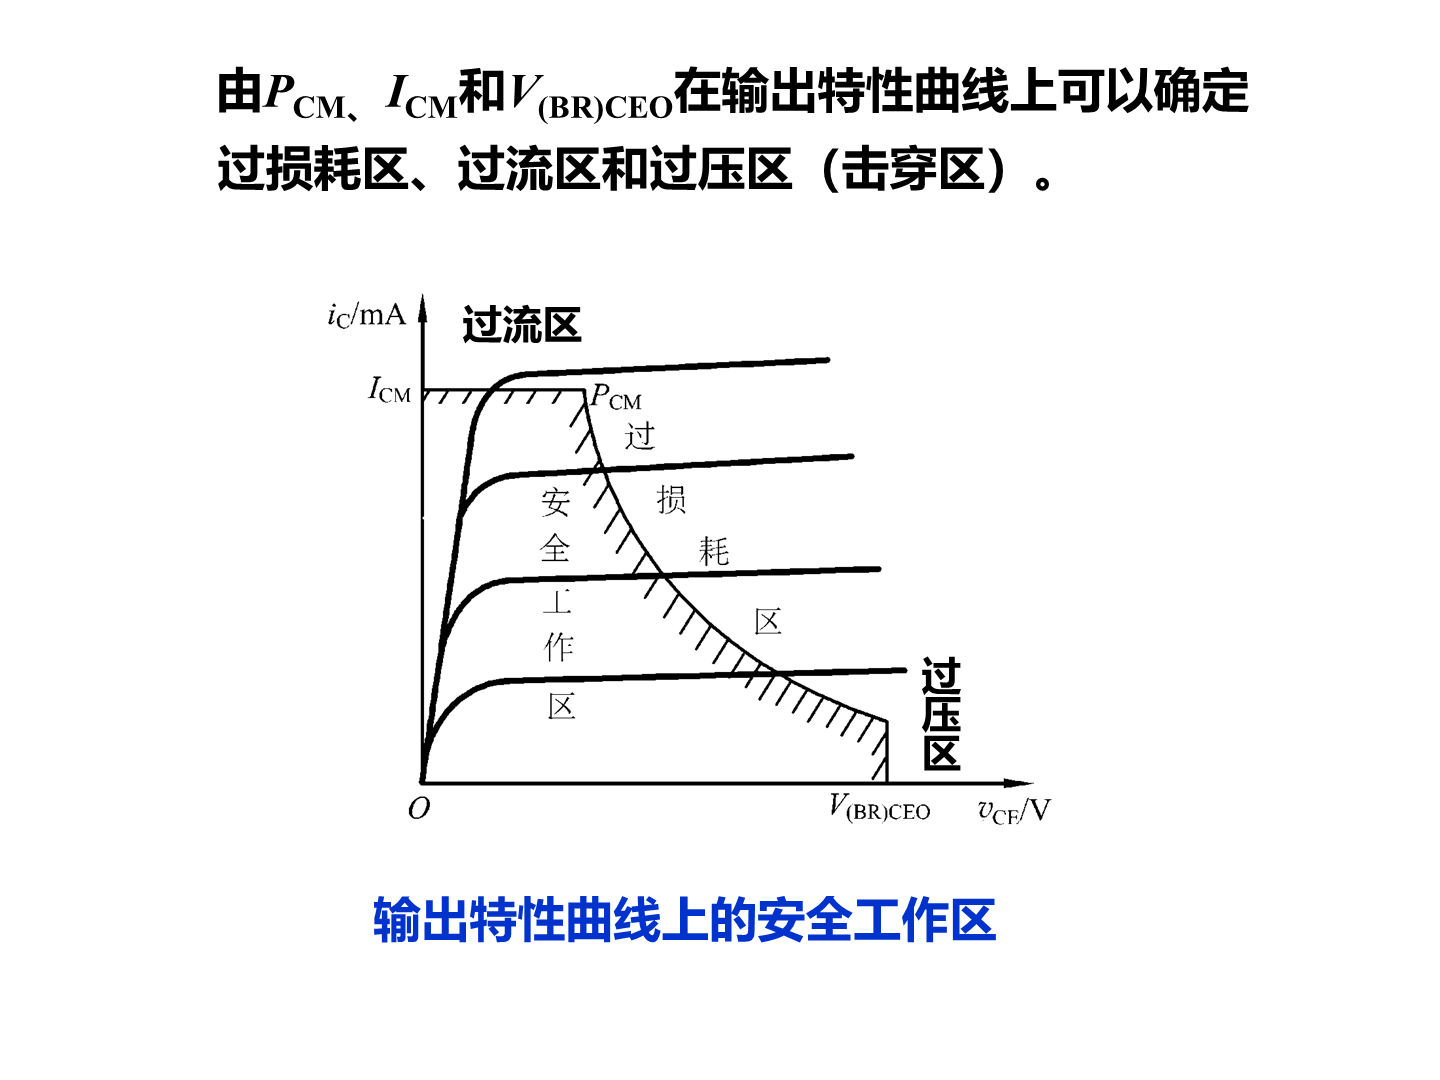 由PCM、ICM和V(BR)CEO在输出特性曲线上可以确定
过损耗区、过流区和过压区（击穿区）。
iC/mA
过流区
ICM
PCM
过
损
耗
区
安
全
工
作
区
过
压
区
O
V(BR)CEO
vCE/V
输出特性曲线上的安全工作区